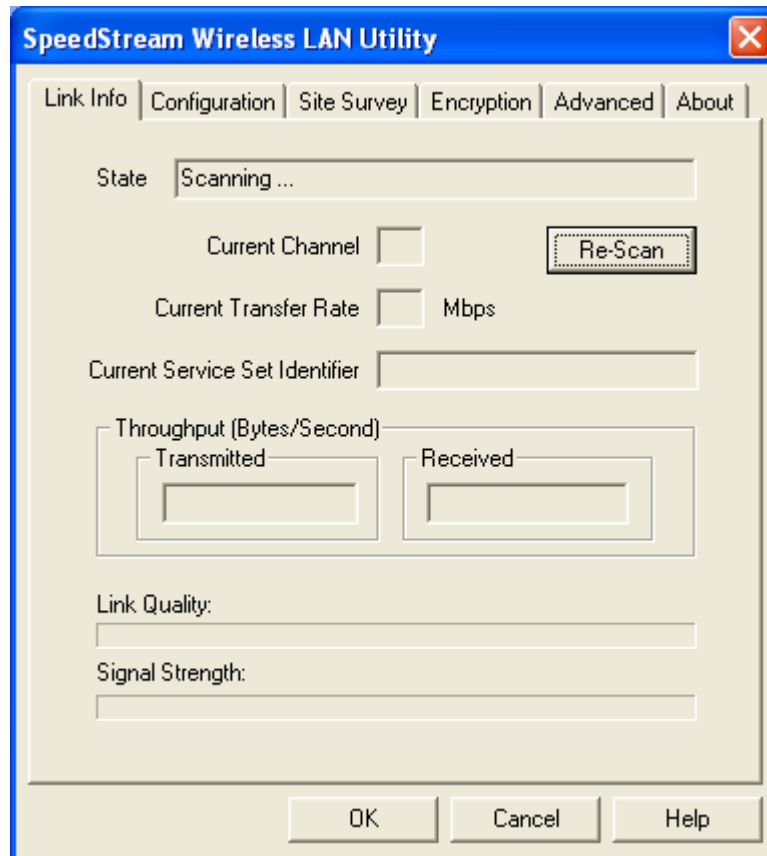 SpeedStream Wireless LAN Utility
Link Info Configuration Site Survey Encryption Advanced About
State Scanning ...
Current Channel Re-Scan
Current Transfer Rate Mbps
Current Service Set Identifier
Throughput (Bytes/Second)
Transmitted Received
Link Quality:
Signal Strength:
OK Cancel Help